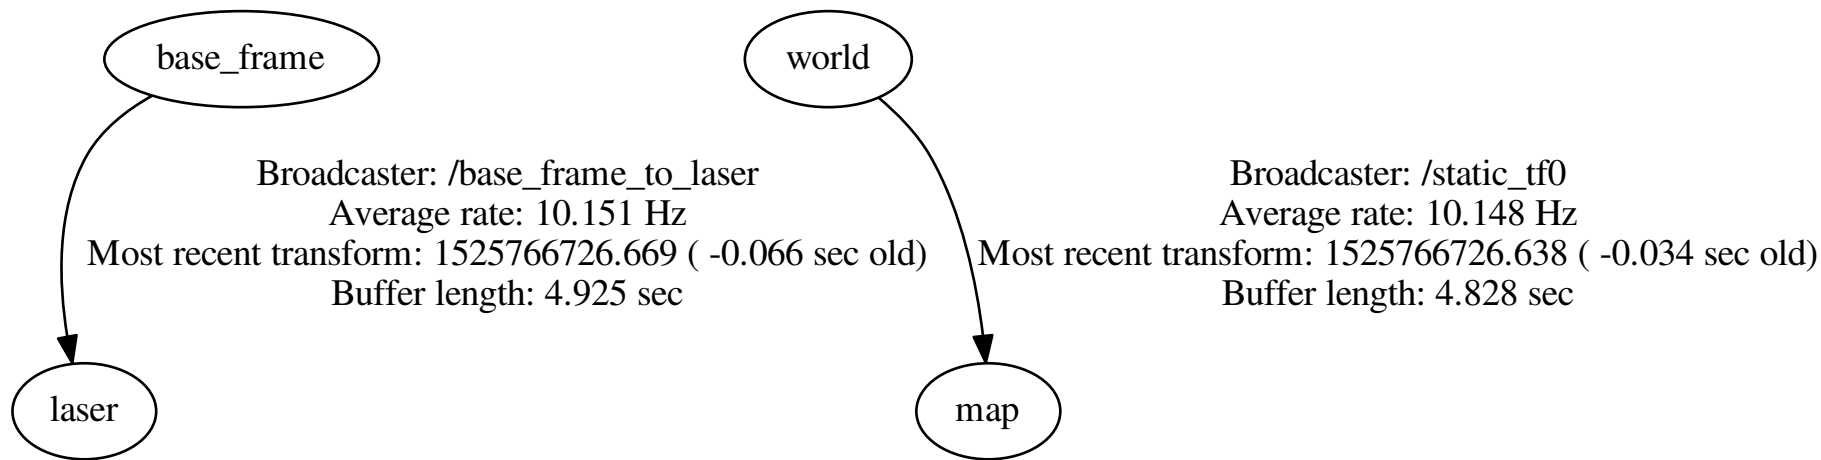 base_frame
world
Broadcaster: /base_frame_to_laser
Average rate: 10.151 Hz
Most recent transform: 1525766726.669 ( -0.066 sec old)
Buffer length: 4.925 sec
Broadcaster: /static_tf0
Average rate: 10.148 Hz
Most recent transform: 1525766726.638 ( -0.034 sec old)
Buffer length: 4.828 sec
laser
map